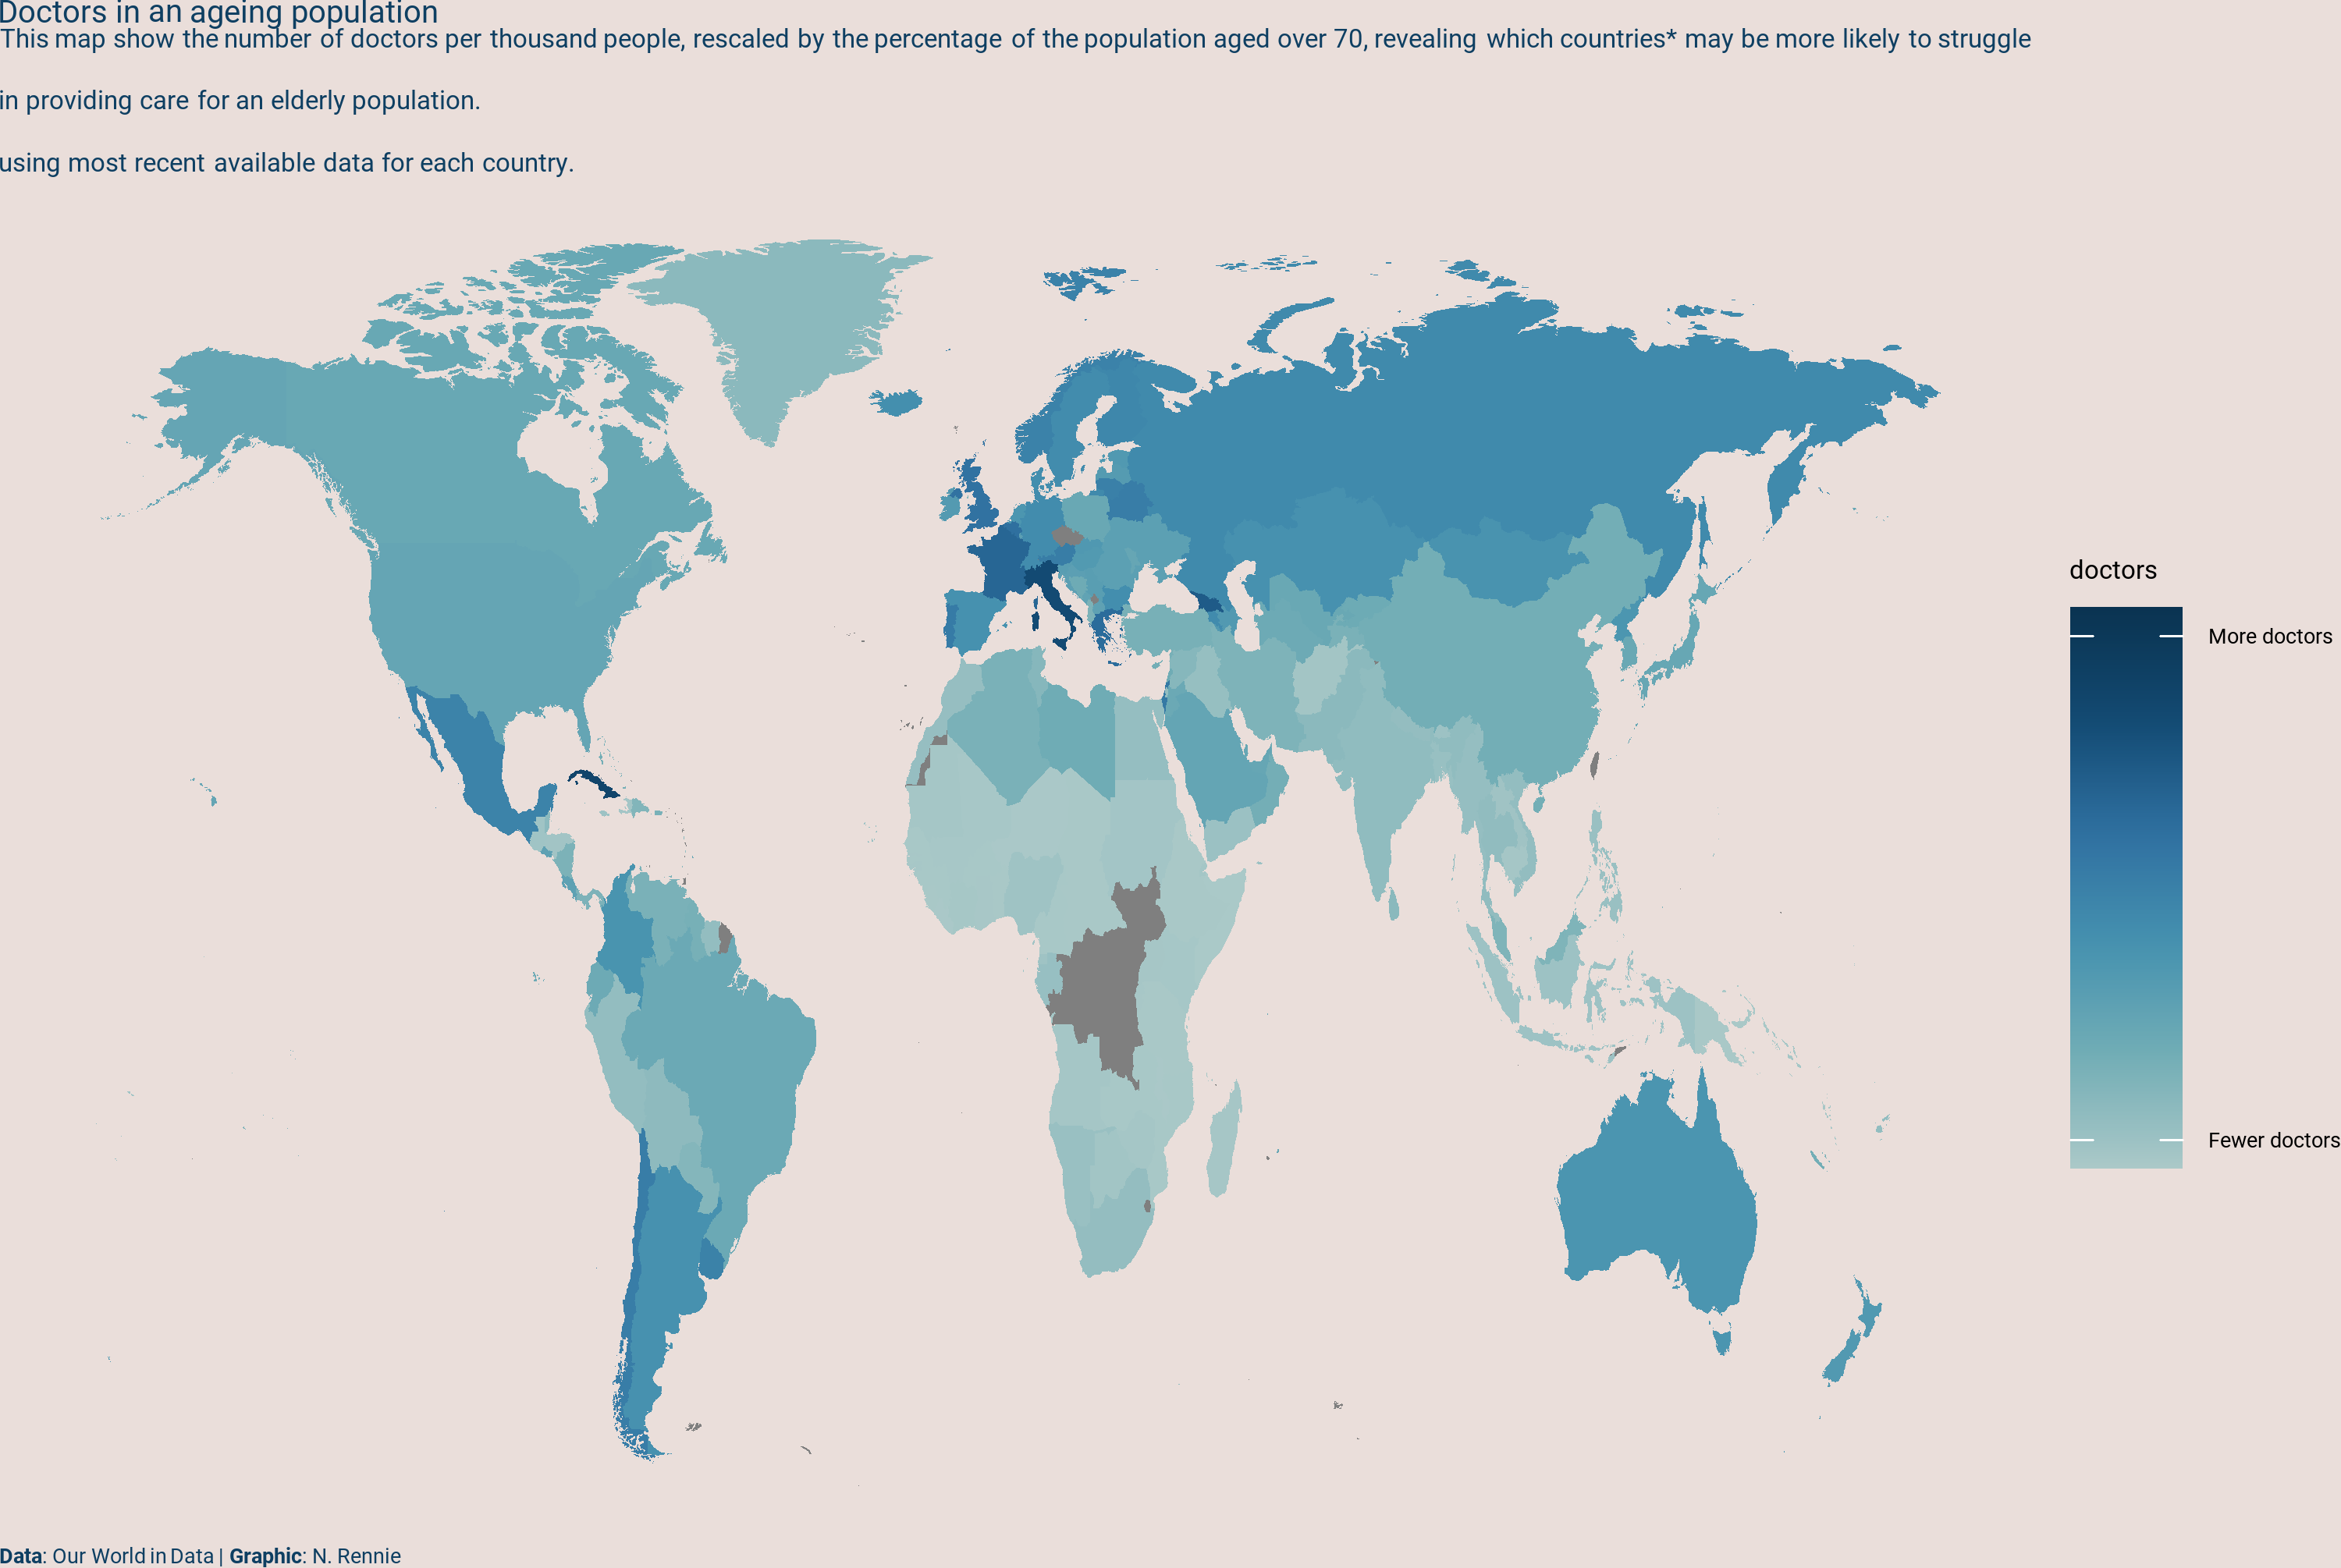 Doctors in an ageing population
This map show the number of doctors per thousand people, rescaled by the percentage of the population aged over 70, revealing which countries* may be more likely to struggle
in providing care for an elderly population.
using most recent available data for each country.
doctors
More doctors
Fewer doctors
Data: Our World in Data | Graphic: N. Rennie